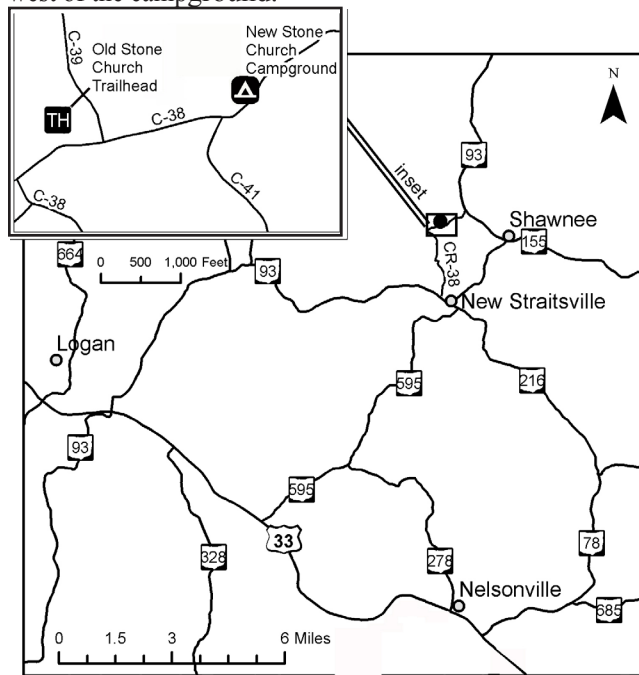 west of the campground.
C-39
Old Stone
Church
Trailhead
New Stone
Church
Campground
TH
C-38
C-38
C-41
N
inset
93
Shawnee
155
CR-38
664
0 500 1,000 Feet
93
New Straitsville
Logan
595
216
93
595
33
328
278
78
Nelsonville
685
0 1.5 3 6 Miles